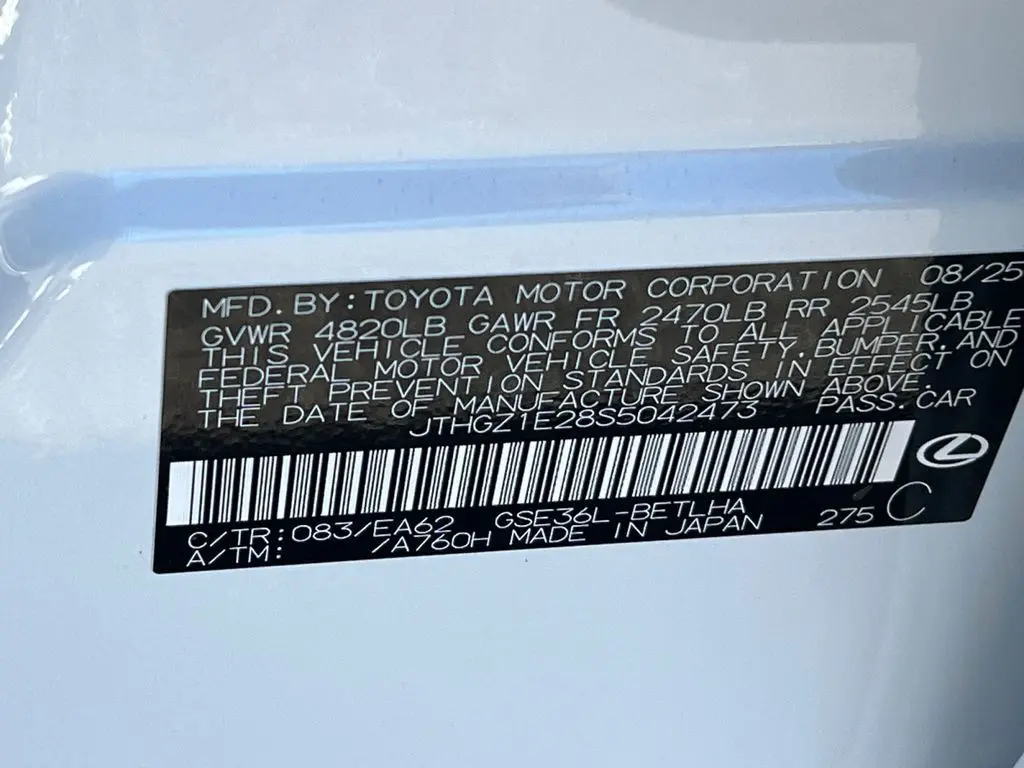 MFD. BY: TOYOTA MOTOR CORPORATION 08/25
GVWR 4820LB GAWR FR 2470LB RR 2545LB
THIS VEHICLE CONFORMS TO ALL APPLICABLE
FEDERAL MOTOR VEHICLE SAFETY, BUMPER, AND
THEFT PREVENTION STANDARDS IN EFFECT ON
THE DATE OF MANUFACTURE SHOWN ABOVE.
JTHGZ1E28S5042473 PASS. CAR
C/TR: 083/EA62 GSE36L-BETLHA
A/TM: /A760H MADE IN JAPAN 275 C